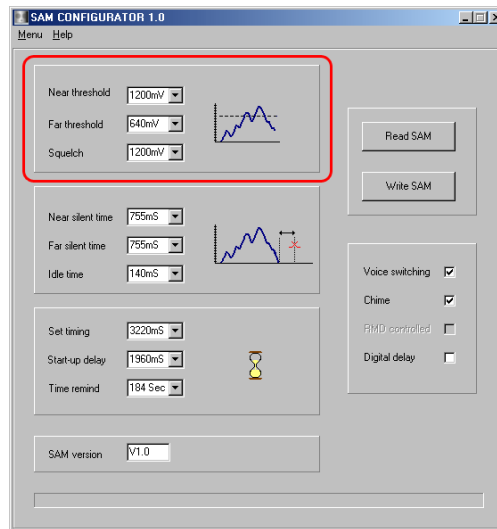 SAM CONFIGURATOR 1.0
Menu Help
Near threshold 1200mV
Far threshold 640mV
Squelch 1200mV
Near silent time 755mS
Far silent time 755mS
Idle time 140mS
Set timing 3220mS
Start-up delay 1960mS
Time remind 184 Sec
SAM version V1.0
Read SAM
Write SAM
Voice switching
Chime
RMD controlled
Digital delay